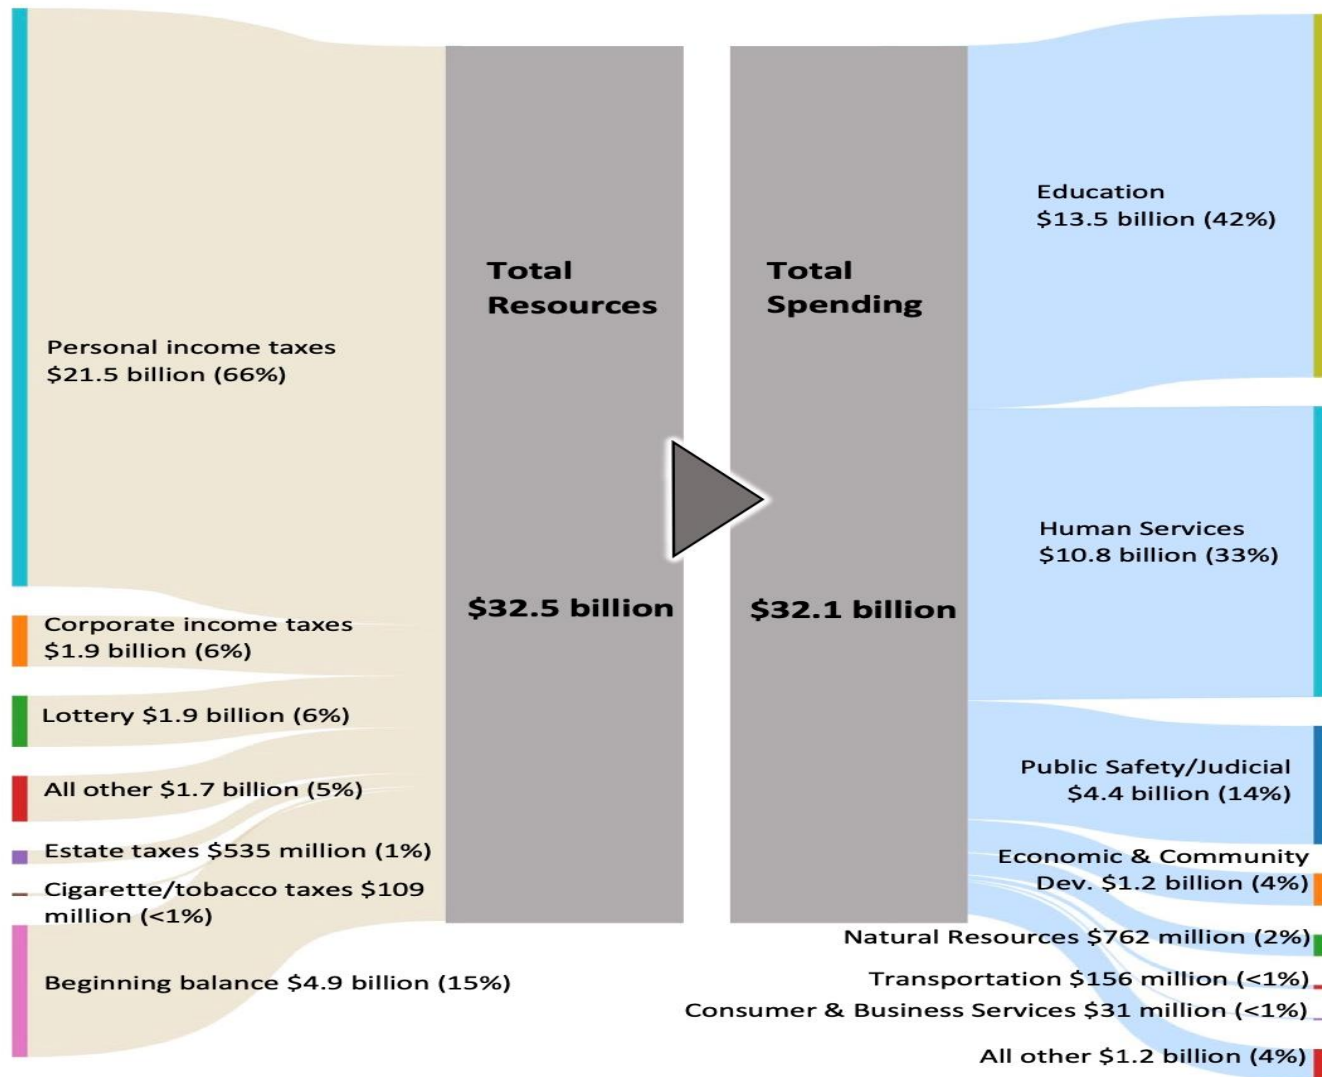 Personal income taxes
$21.5 billion (66%)
Corporate income taxes
$1.9 billion (6%)
Lottery $1.9 billion (6%)
All other $1.7 billion (5%)
Estate taxes $535 million (1%)
Cigarette/tobacco taxes $109
million (<1%)
Beginning balance $4.9 billion (15%)
Total
Resources
$32.5 billion
Total
Spending
$32.1 billion
Education
$13.5 billion (42%)
Human Services
$10.8 billion (33%)
Public Safety/Judicial
$4.4 billion (14%)
Economic & Community
Dev. $1.2 billion (4%)
Natural Resources $762 million (2%)
Transportation $156 million (<1%)
Consumer & Business Services $31 million (<1%)
All other $1.2 billion (4%)